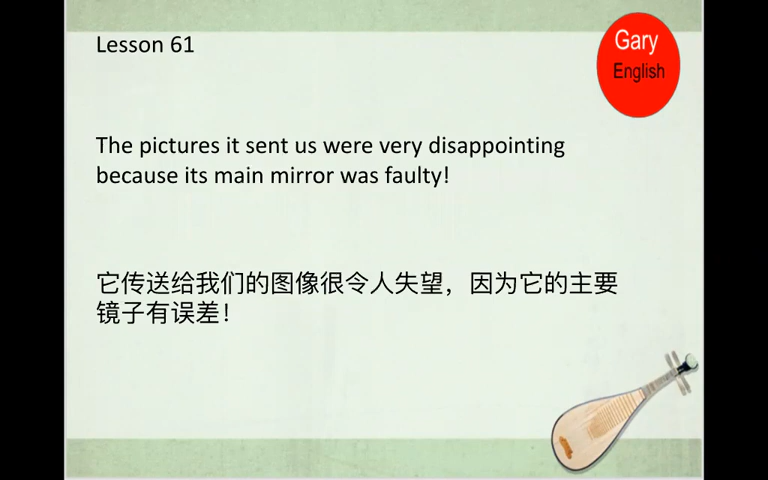 Lesson 61
Gary
English
The pictures it sent us were very disappointing
because its main mirror was faulty!
它传送给我们的图像很令人失望，因为它的主要
镜子有误差！